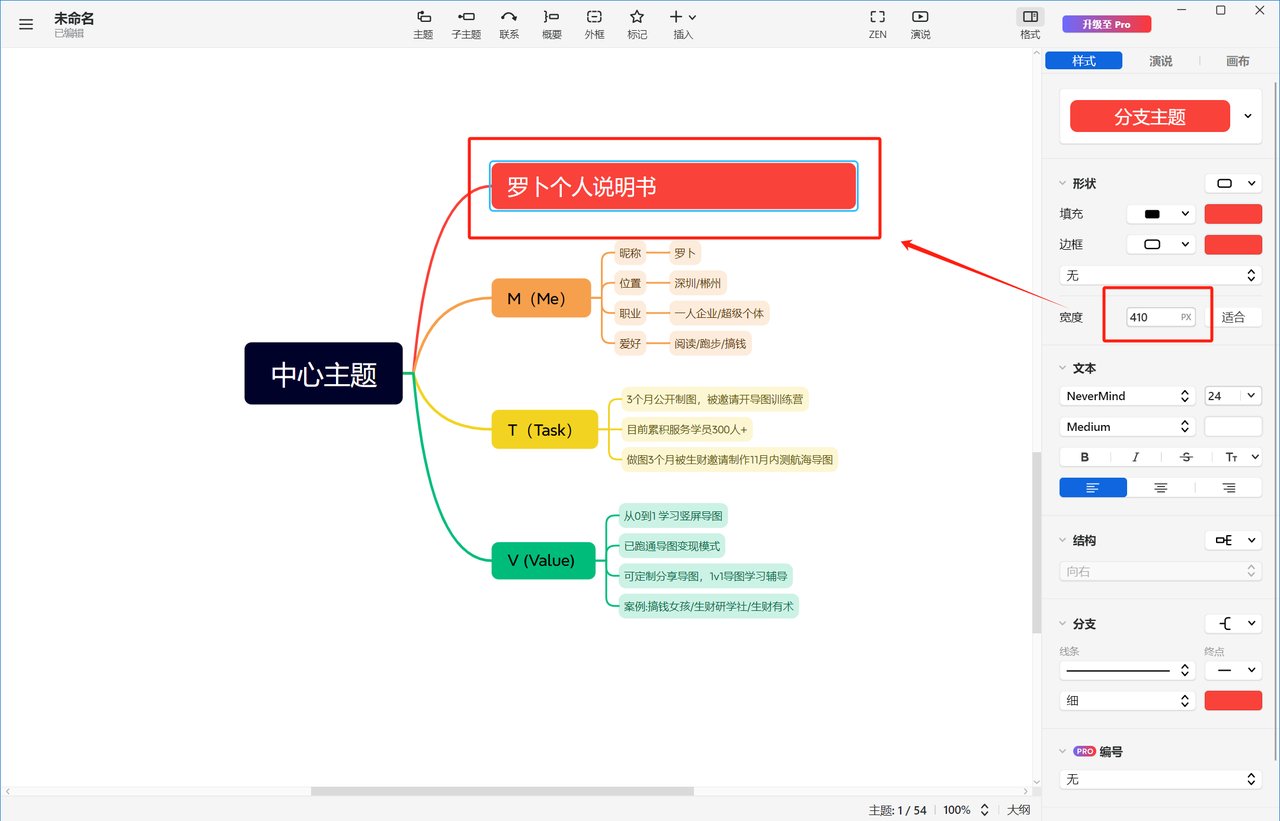 未命名
已编辑
主题
子主题
联系
概要
外框
标记
插入
ZEN
演说
格式
升级至 Pro
样式
演说
画布
分支主题
形状
填充
边框
无
宽度
410 PX
适合
文本
NeverMind
24
Medium
B I S TT
结构
向右
分支
线条
终点
细
PRO 编号
无
罗卜个人说明书
中心主题
M（Me）
昵称
罗卜
位置
深圳/郴州
职业
一人企业/超级个体
爱好
阅读/跑步/搞钱
T（Task）
3个月公开制图，被邀请开导图训练营
目前累积服务学员300人+
做图3个月被生财邀请制作11月内测航海导图
V (Value)
从0到1 学习竖屏导图
已跑通导图变现模式
可定制分享导图，1v1导图学习辅导
案例:搞钱女孩/生财研学社/生财有术
主题: 1 / 54
100%
大纲